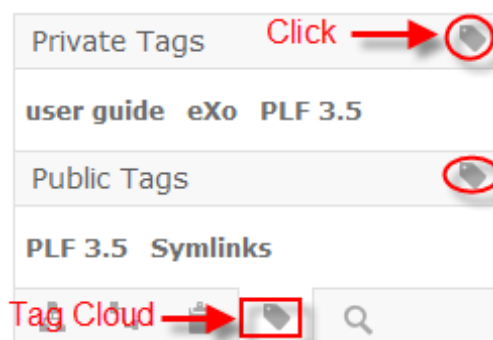 Private Tags Click
user guide eXo PLF 3.5
Public Tags
PLF 3.5 Symlinks
Tag Cloud